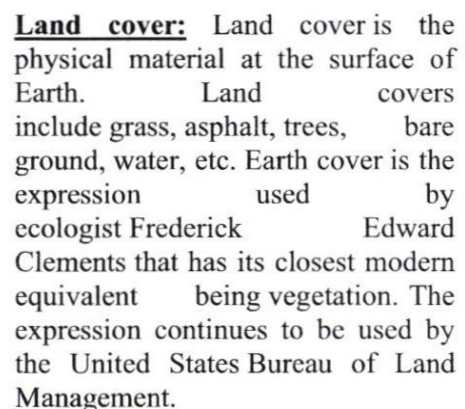 Land cover: Land cover is the
physical material at the surface of
Earth. Land covers
include grass, asphalt, trees, bare
ground, water, etc. Earth cover is the
expression used by
ecologist Frederick Edward
Clements that has its closest modern
equivalent being vegetation. The
expression continues to be used by
the United States Bureau of Land
Management.